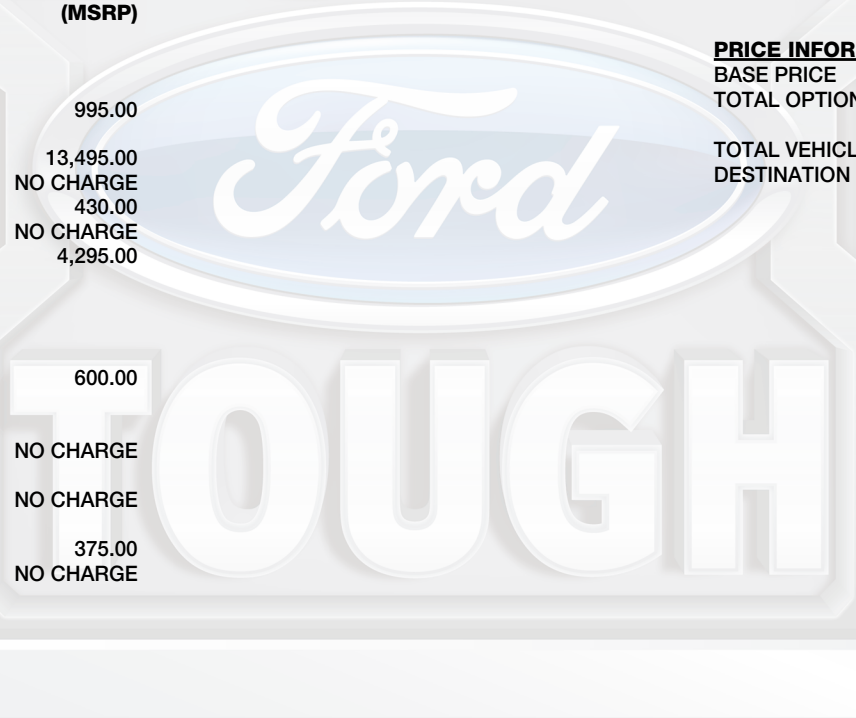 (MSRP)
995.00
13,495.00
NO CHARGE
430.00
NO CHARGE
4,295.00
600.00
NO CHARGE
NO CHARGE
375.00
NO CHARGE
PRICE INFOR
BASE PRICE
TOTAL OPTION
TOTAL VEHICL
DESTINATION
Ford
TOUGH